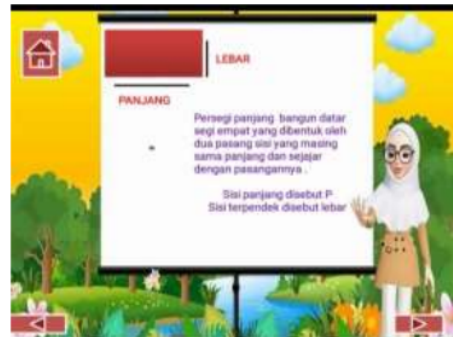 LEBAR
PANJANG
Persegi panjang bangun datar
segi empat yang dibentuk oleh
dua pasang sisi yang masing
sama panjang dan sejajar
dengan pasangannya .
Sisi panjang disebut P
Sisi terpendek disebut lebar